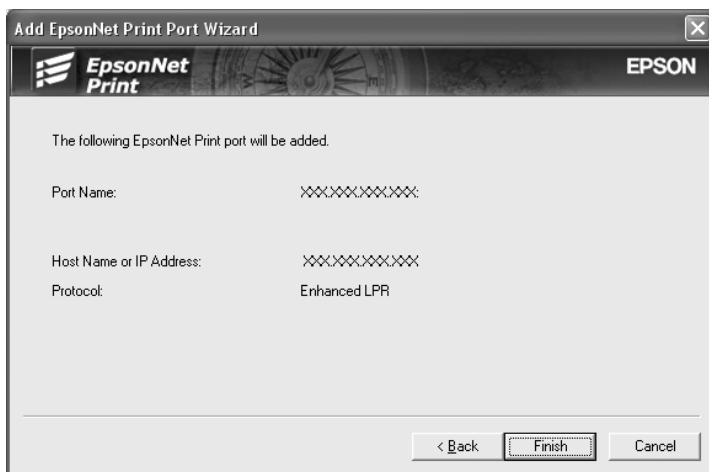 Add EpsonNet Print Port Wizard
EpsonNet
Print
EPSON
The following EpsonNet Print port will be added.
Port Name: XXX.XXX.XXX.XXX:
Host Name or IP Address: XXX.XXX.XXX.XXX
Protocol: Enhanced LPR
< Back Finish Cancel